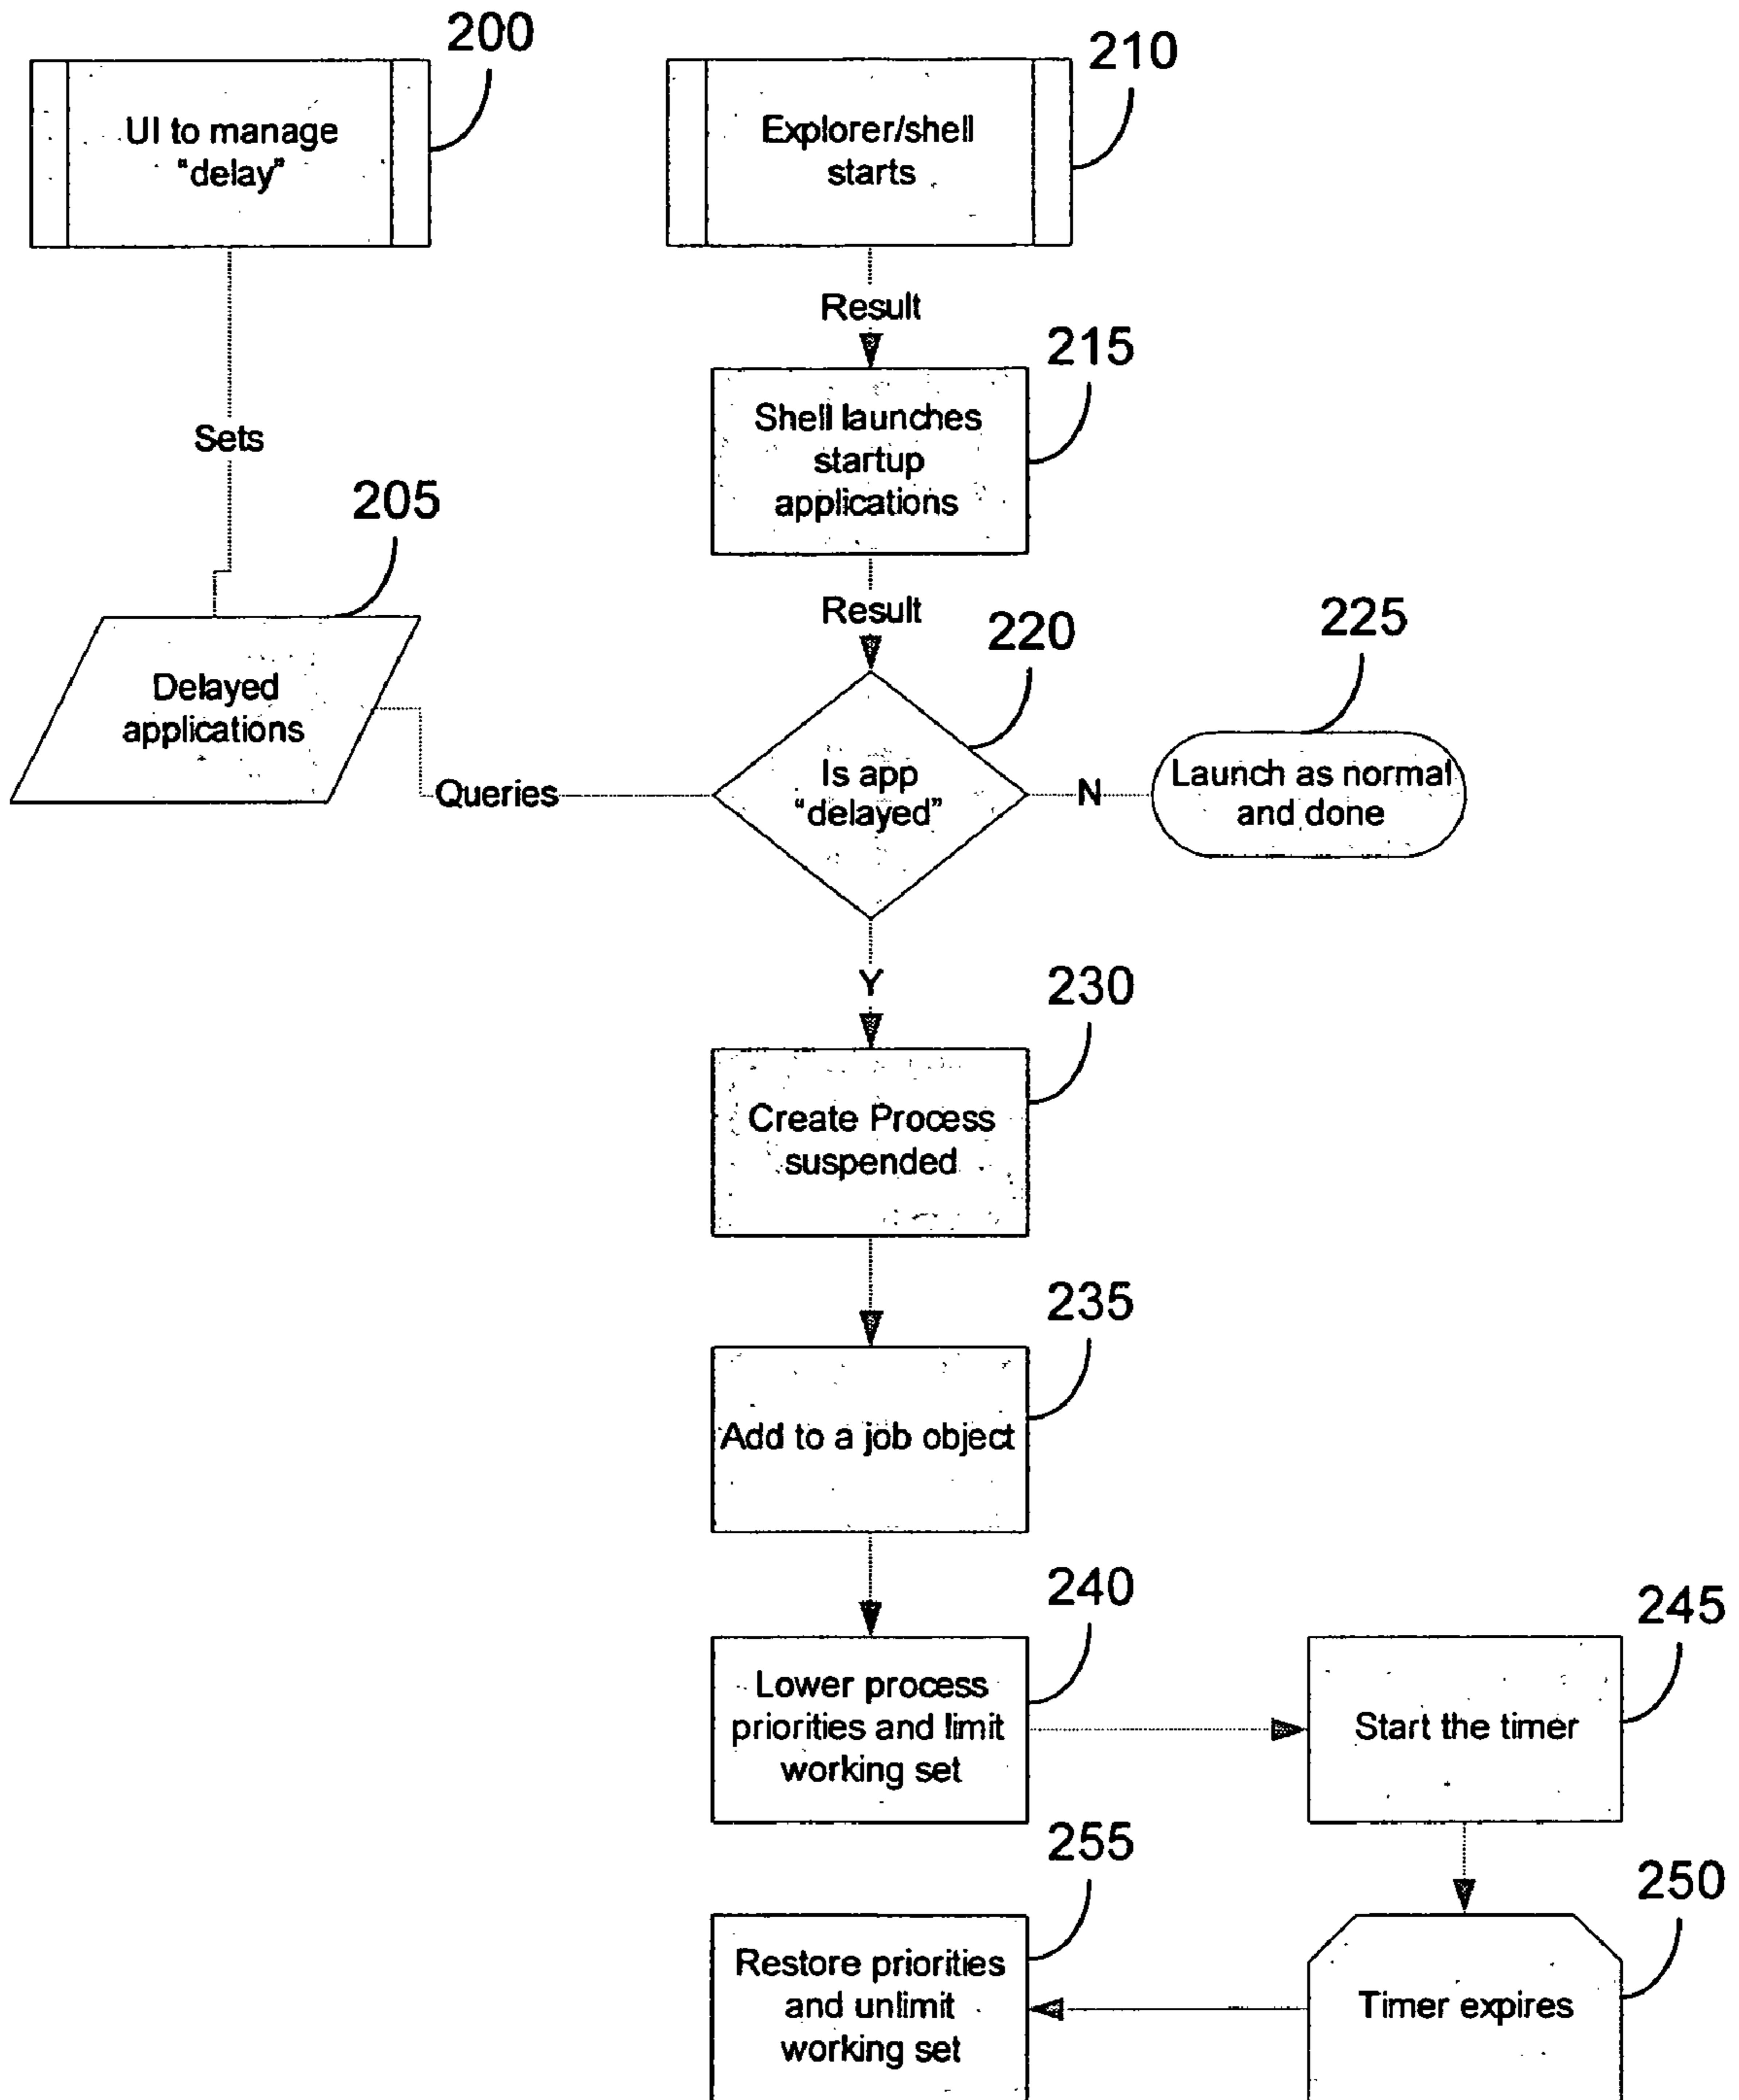 200
UI to manage
"delay"
210
Explorer/shell
starts
Result
215
Shell launches
startup
applications
Sets
205
Delayed
applications
Result
220
225
Queries
Is app
"delayed"
N
Launch as normal
and done
Y
230
Create Process
suspended
235
Add to a job object
240
Lower process
priorities and limit
working set
245
Start the timer
255
Restore priorities
and unlimit
working set
250
Timer expires